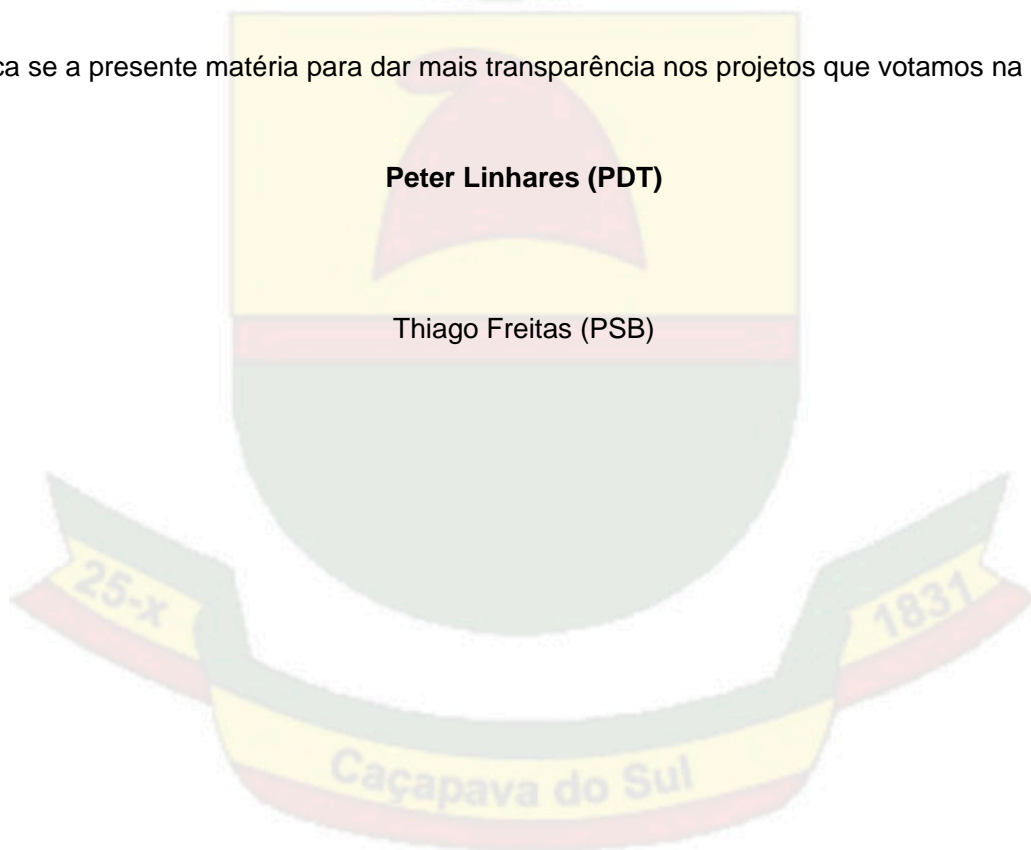 ca se a presente matéria para dar mais transparência nos projetos que votamos na
Peter Linhares (PDT)
Thiago Freitas (PSB)
25-x
1831
Caçapava do Sul